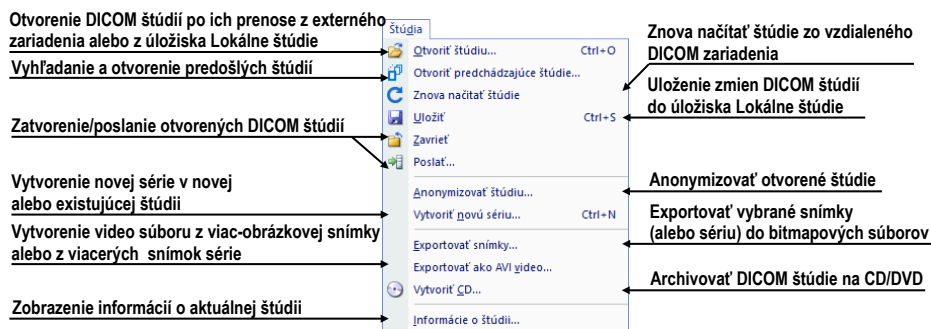 Otvorenie DICOM štúdií po ich prenose z externého
zariadenia alebo z úložiska Lokálne štúdie
Vyhľadanie a otvorenie predošlých štúdií
Zatvorenie/poslanie otvorených DICOM štúdií
Vytvorenie novej série v novej
alebo existujúcej štúdii
Vytvorenie video súboru z viac-obrázkovej snímky
alebo z viacerých snímok série
Zobrazenie informácií o aktuálnej štúdii
Štúdia
Otvoriť štúdiu... Ctrl+O
Otvoriť predchádzajúce štúdie...
Znova načítať štúdie
Uložiť Ctrl+S
Zavrieť
Poslať...
Anonymizovať štúdiu...
Vytvoriť novú sériu... Ctrl+N
Exportovať snímky...
Exportovať ako AVI video...
Vytvoriť CD...
Informácie o štúdii...
Znova načítať štúdie zo vzdialeného
DICOM zariadenia
Uloženie zmien DICOM štúdií
do úložiska Lokálne štúdie
Anonymizovať otvorené štúdie
Exportovať vybrané snímky
(alebo sériu) do bitmapových súborov
Archivovať DICOM štúdie na CD/DVD